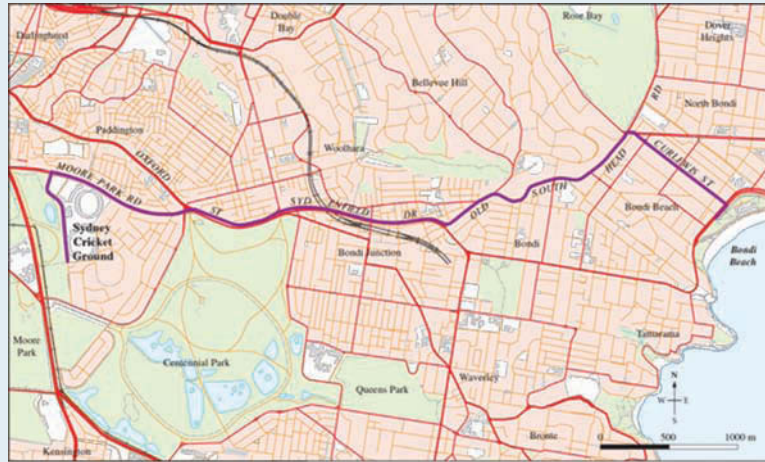 Darlinghurst
Double
Bay
Rose Bay
Dover
Heights
Bellevue Hill
North Bondi
RD
Paddington
OXFORD
ST
Woollhara
MOORE PARK RD
HEAD
CURLEWIS ST
SYD
DR
OLD
SOUTH
Sydney
Cricket
Ground
Bondi Junction
Bondi
Bondi Beach
Bondi
Beach
Moore
Park
Centennial Park
Queens Park
Waverley
Tamarama
Bronte
Kensington
N
W
E
S
0
500
1000 m